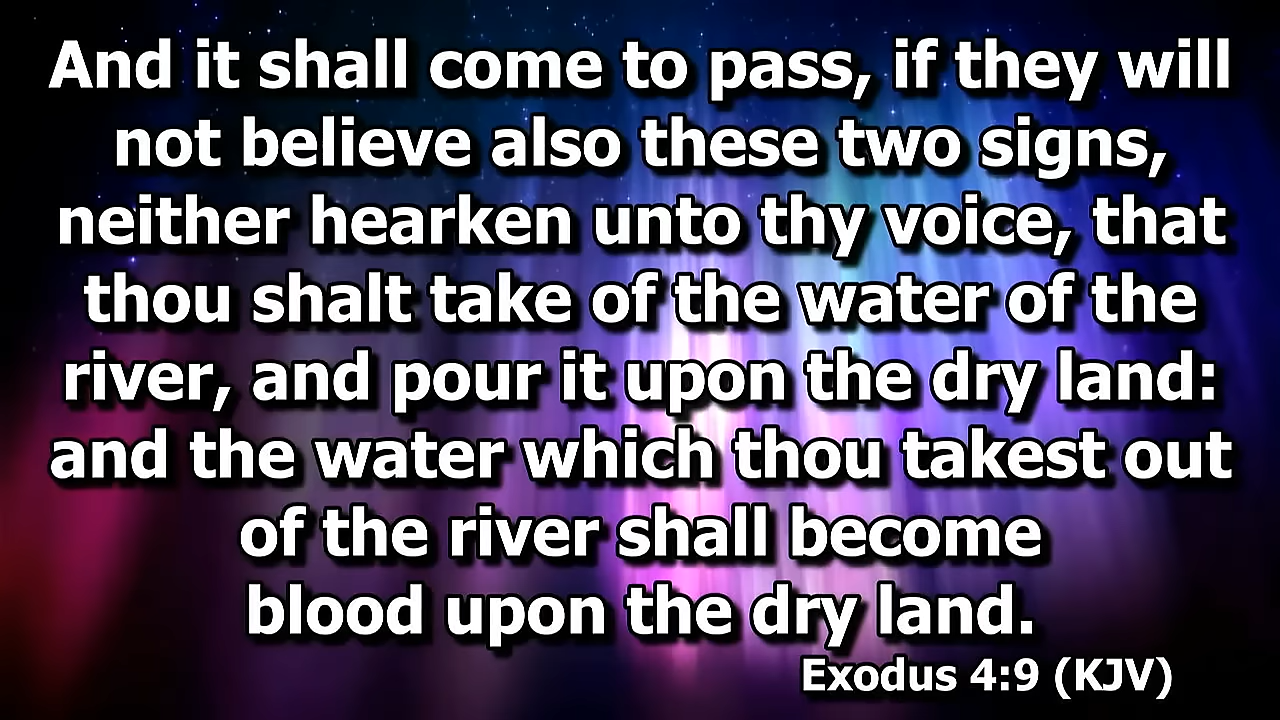 And it shall come to pass, if they will
not believe also these two signs,
neither hearken unto thy voice, that
thou shalt take of the water of the
river, and pour it upon the dry land:
and the water which thou takest out
of the river shall become
blood upon the dry land.
Exodus 4:9 (KJV)